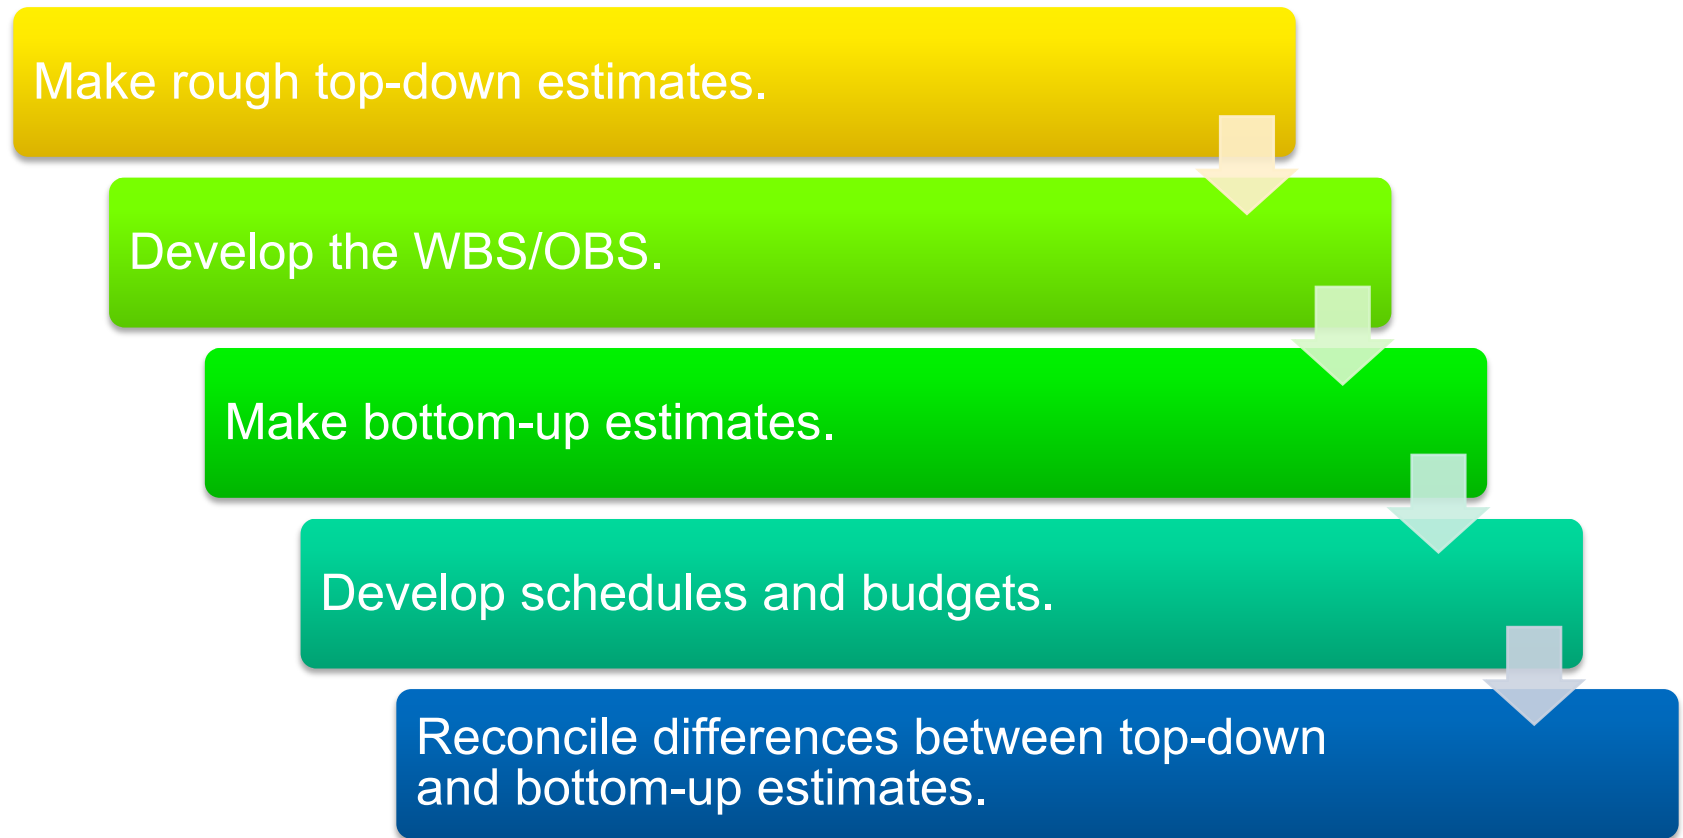 Make rough top-down estimates.
Develop the WBS/OBS.
Make bottom-up estimates.
Develop schedules and budgets.
Reconcile differences between top-down
and bottom-up estimates.